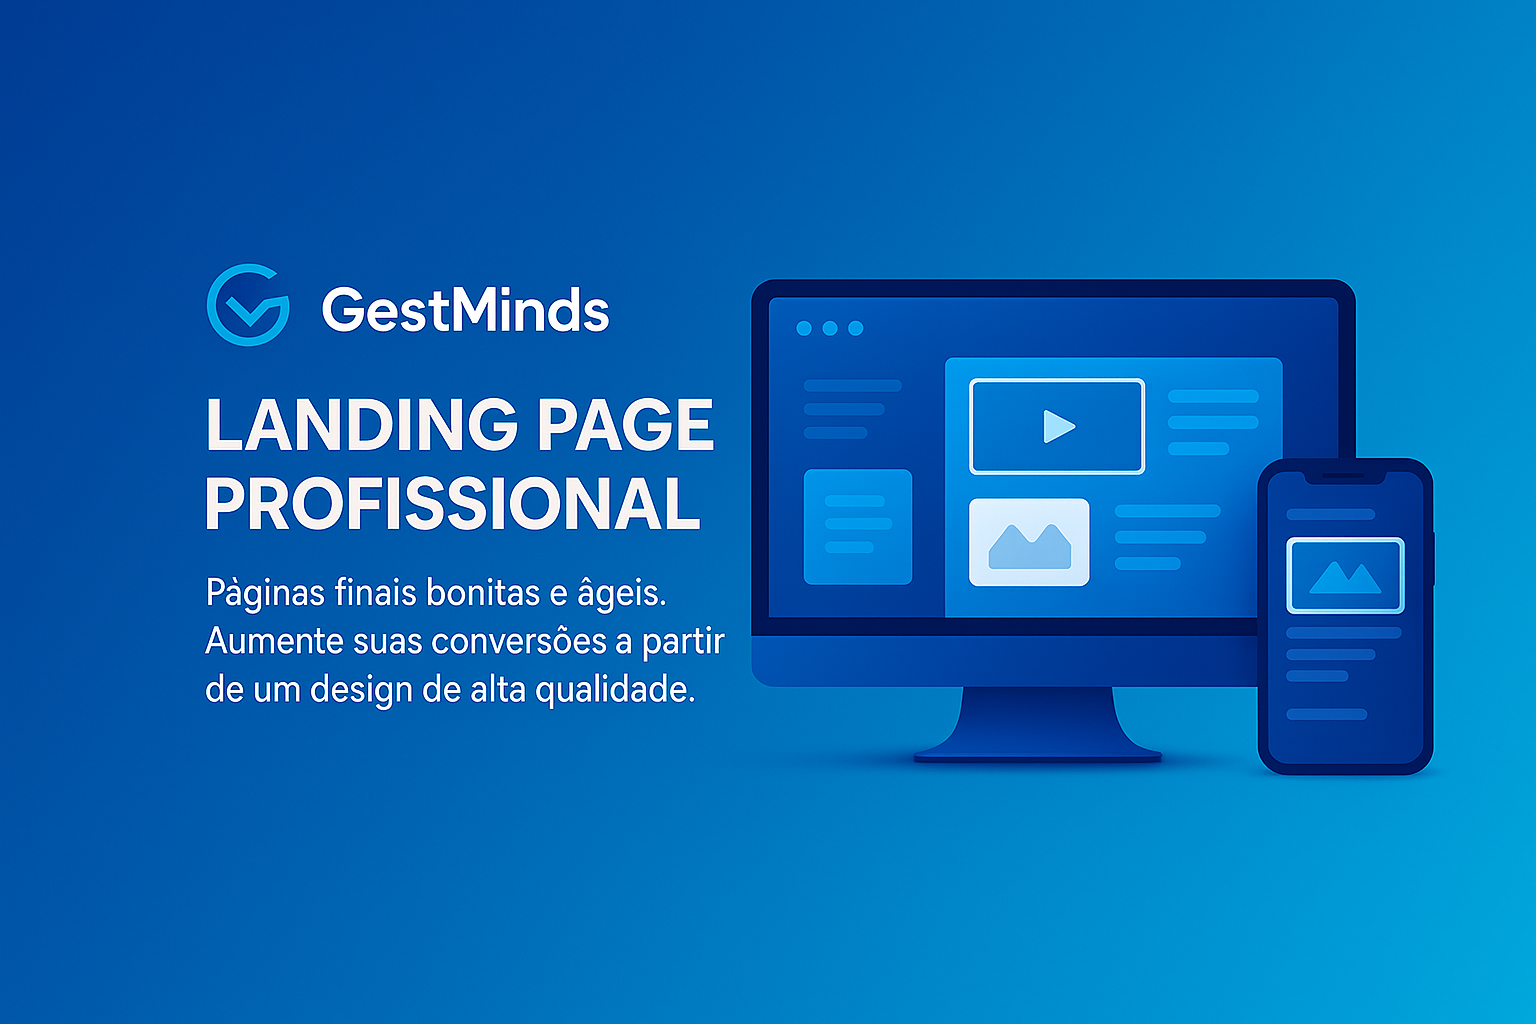 GestMinds
LANDING PAGE
PROFISSIONAL
Pàginas finais bonitas e âgeis.
Aumente suas conversões a partir
de um design de alta qualidade.